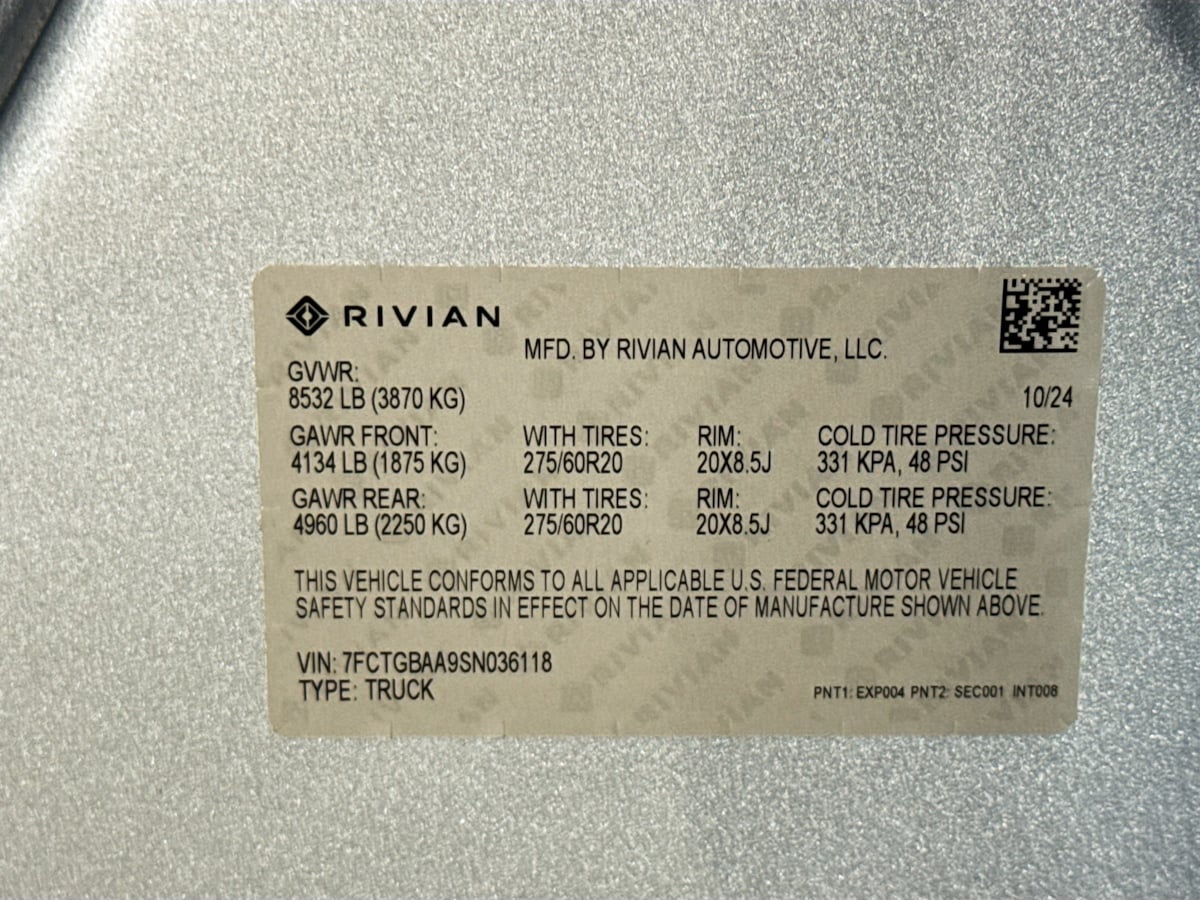 RIVIAN
MFD. BY RIVIAN AUTOMOTIVE, LLC.
GVWR:
8532 LB (3870 KG)
10/24
GAWR FRONT: WITH TIRES: RIM: COLD TIRE PRESSURE:
4134 LB (1875 KG) 275/60R20 20X8.5J 331 KPA, 48 PSI
GAWR REAR: WITH TIRES: RIM: COLD TIRE PRESSURE:
4960 LB (2250 KG) 275/60R20 20X8.5J 331 KPA, 48 PSI
THIS VEHICLE CONFORMS TO ALL APPLICABLE U.S. FEDERAL MOTOR VEHICLE
SAFETY STANDARDS IN EFFECT ON THE DATE OF MANUFACTURE SHOWN ABOVE.
VIN: 7FCTGBAA9SN036118
TYPE: TRUCK
PNT1: EXP004 PNT2: SEC001 INT008